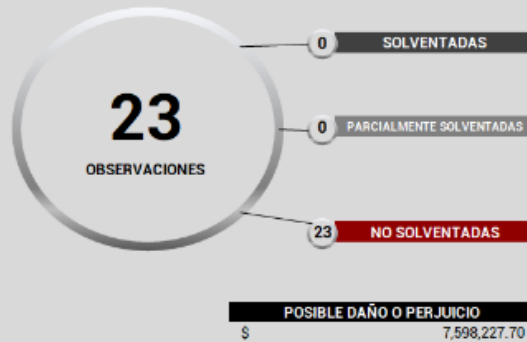 0 SOLVENTADAS
23
OBSERVACIONES
0 PARCIALMENTE SOLVENTADAS
23 NO SOLVENTADAS
POSIBLE DAÑO O PERJUICIO
$ 7,598,227.70